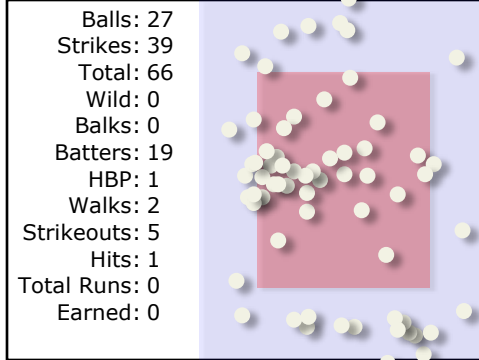 Balls: 27
Strikes: 39
Total: 66
Wild: 0
Balks: 0
Batters: 19
HBP: 1
Walks: 2
Strikeouts: 5
Hits: 1
Total Runs: 0
Earned: 0